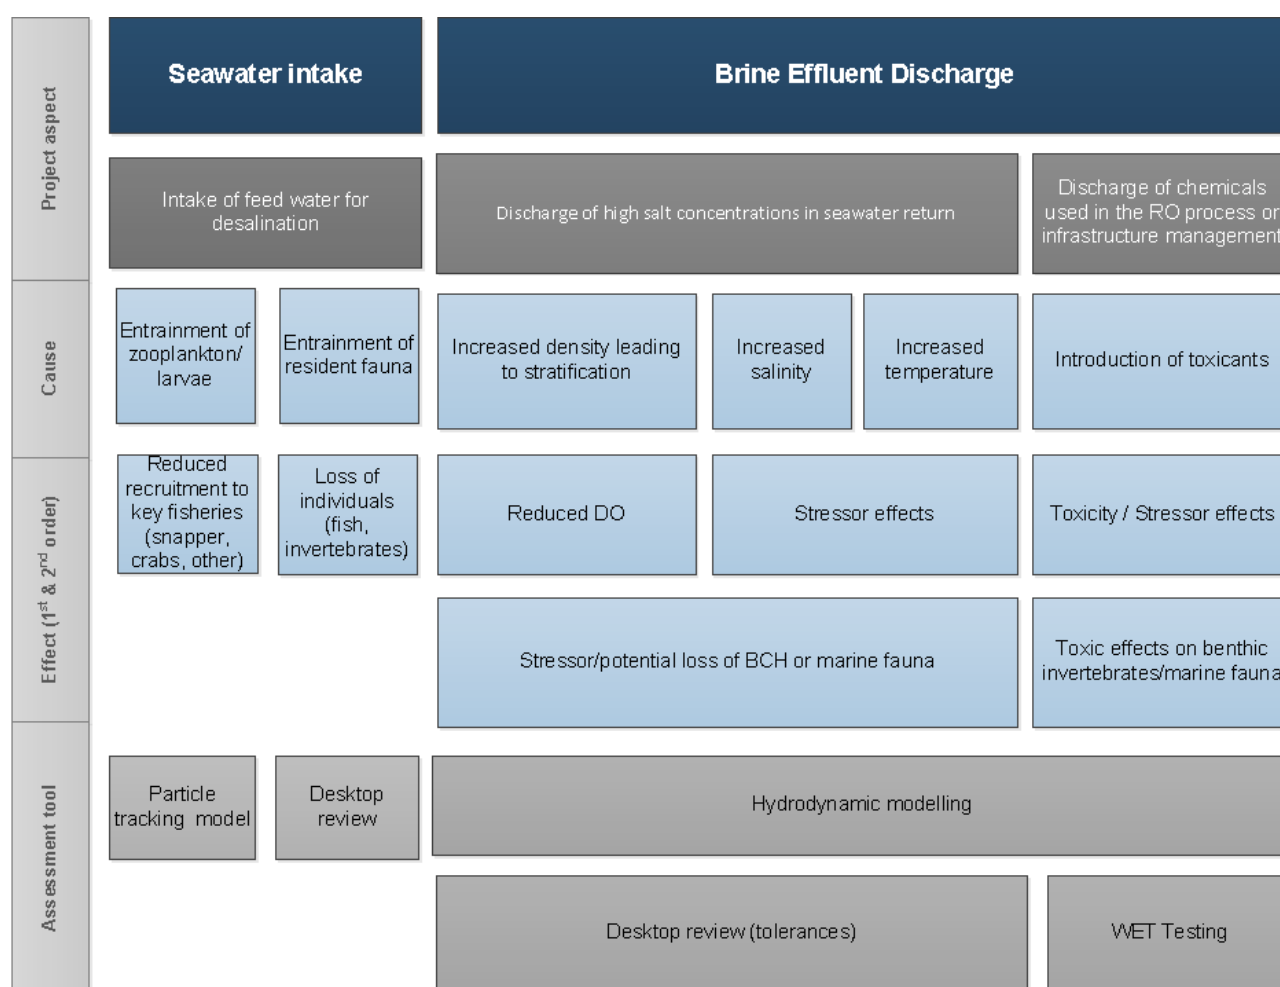 Project aspect
Seawater intake
Brine Effluent Discharge
Intake of feed water for
desalination
Discharge of high salt concentrations in seawater return
Discharge of chemicals
used in the RO process or
infrastructure management
Cause
Entrainment of
zooplankton/
larvae
Entrainment of
resident fauna
Increased density leading
to stratification
Increased
salinity
Increased
temperature
Introduction of toxicants
Effect (1st & 2nd order)
Reduced
recruitment to
key fisheries
(snapper,
crabs, other)
Loss of
individuals
(fish,
invertebrates)
Reduced DO
Stressor effects
Toxicity / Stressor effects
Stressor/potential loss of BCH or marine fauna
Toxic effects on benthic
invertebrates/marine fauna
Assessment tool
Particle
tracking model
Desktop
review
Hydrodynamic modelling
Desktop review (tolerances)
WET Testing